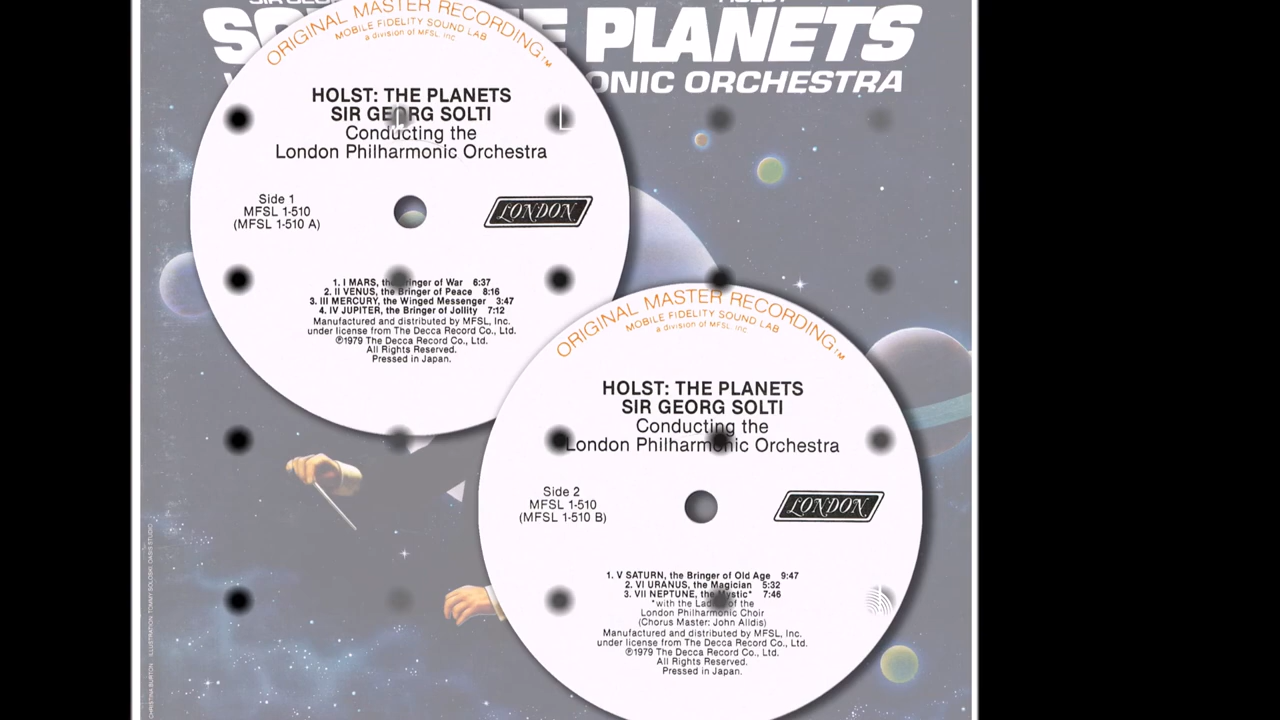 PLANETS
ONIC ORCHESTRA
ORIGINAL MASTER RECORDING™
MOBILE FIDELITY SOUND LAB
a division of MFSL. Inc
HOLST: THE PLANETS
SIR GEORG SOLTI
Conducting the
London Philharmonic Orchestra
Side 1
MFSL 1-510
(MFSL 1-510 A)
LONDON
1. I MARS, the Bringer of War 6:37
2. II VENUS, the Bringer of Peace 8:16
3. III MERCURY, the Winged Messenger 3:47
4. IV JUPITER, the Bringer of Jollity 7:12
Manufactured and distributed by MFSL, Inc.
under license from The Decca Record Co., Ltd.
℗1979 The Decca Record Co., Ltd.
All Rights Reserved.
Pressed in Japan.
ORIGINAL MASTER RECORDING™
MOBILE FIDELITY SOUND LAB
a division of MFSL. Inc
HOLST: THE PLANETS
SIR GEORG SOLTI
Conducting the
London Philharmonic Orchestra
Side 2
MFSL 1-510
(MFSL 1-510 B)
LONDON
1. V SATURN, the Bringer of Old Age 9:47
2. VI URANUS, the Magician 5:32
3. VII NEPTUNE, the Mystic* 7:46
*with the Ladies of the
London Philharmonic Choir
(Chorus Master: John Alldis)
Manufactured and distributed by MFSL, Inc.
under license from The Decca Record Co., Ltd.
℗1979 The Decca Record Co., Ltd.
All Rights Reserved.
Pressed in Japan.
CHRISTINA BURTON ILLUSTRATION: TOMMY SOLOSKI, OASIS STUDIO